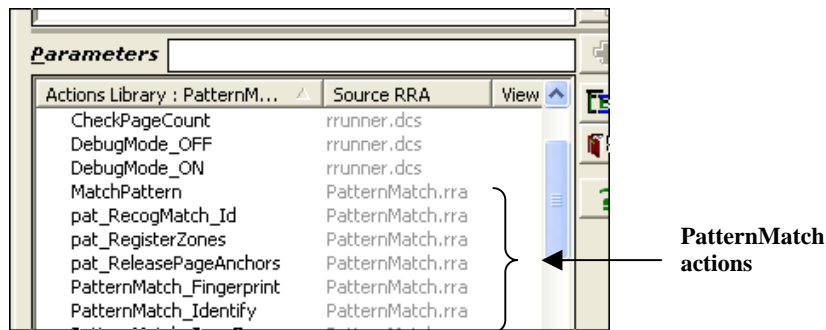 Parameters
Actions Library : PatternM... Source RRA View
CheckPageCount rrunner.dcs
DebugMode_OFF rrunner.dcs
DebugMode_ON rrunner.dcs
MatchPattern PatternMatch.rra
pat_RecogMatch_Id PatternMatch.rra
pat_RegisterZones PatternMatch.rra
pat_ReleasePageAnchors PatternMatch.rra
PatternMatch_Fingerprint PatternMatch.rra
PatternMatch_Identify PatternMatch.rra
PatternMatch
actions